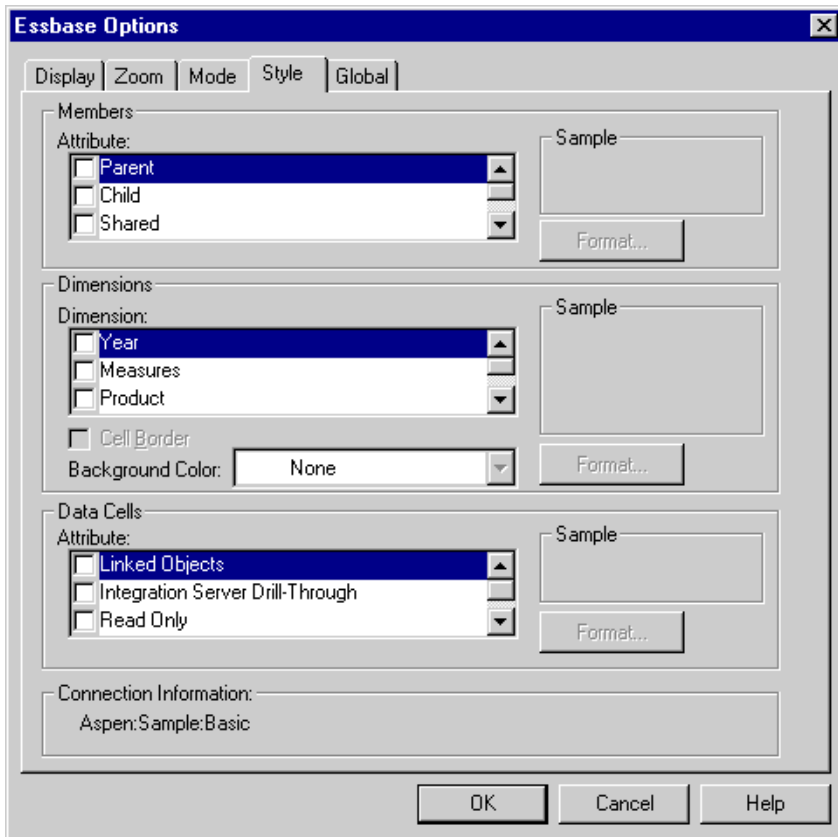 Essbase Options
Display Zoom Mode Style Global
Members
Attribute:
Sample
Parent
Child
Shared
Format...
Dimensions
Dimension:
Sample
Year
Measures
Product
Cell Border
Background Color: None
Format...
Data Cells
Attribute:
Sample
Linked Objects
Integration Server Drill-Through
Read Only
Format...
Connection Information:
Aspen:Sample:Basic
OK Cancel Help